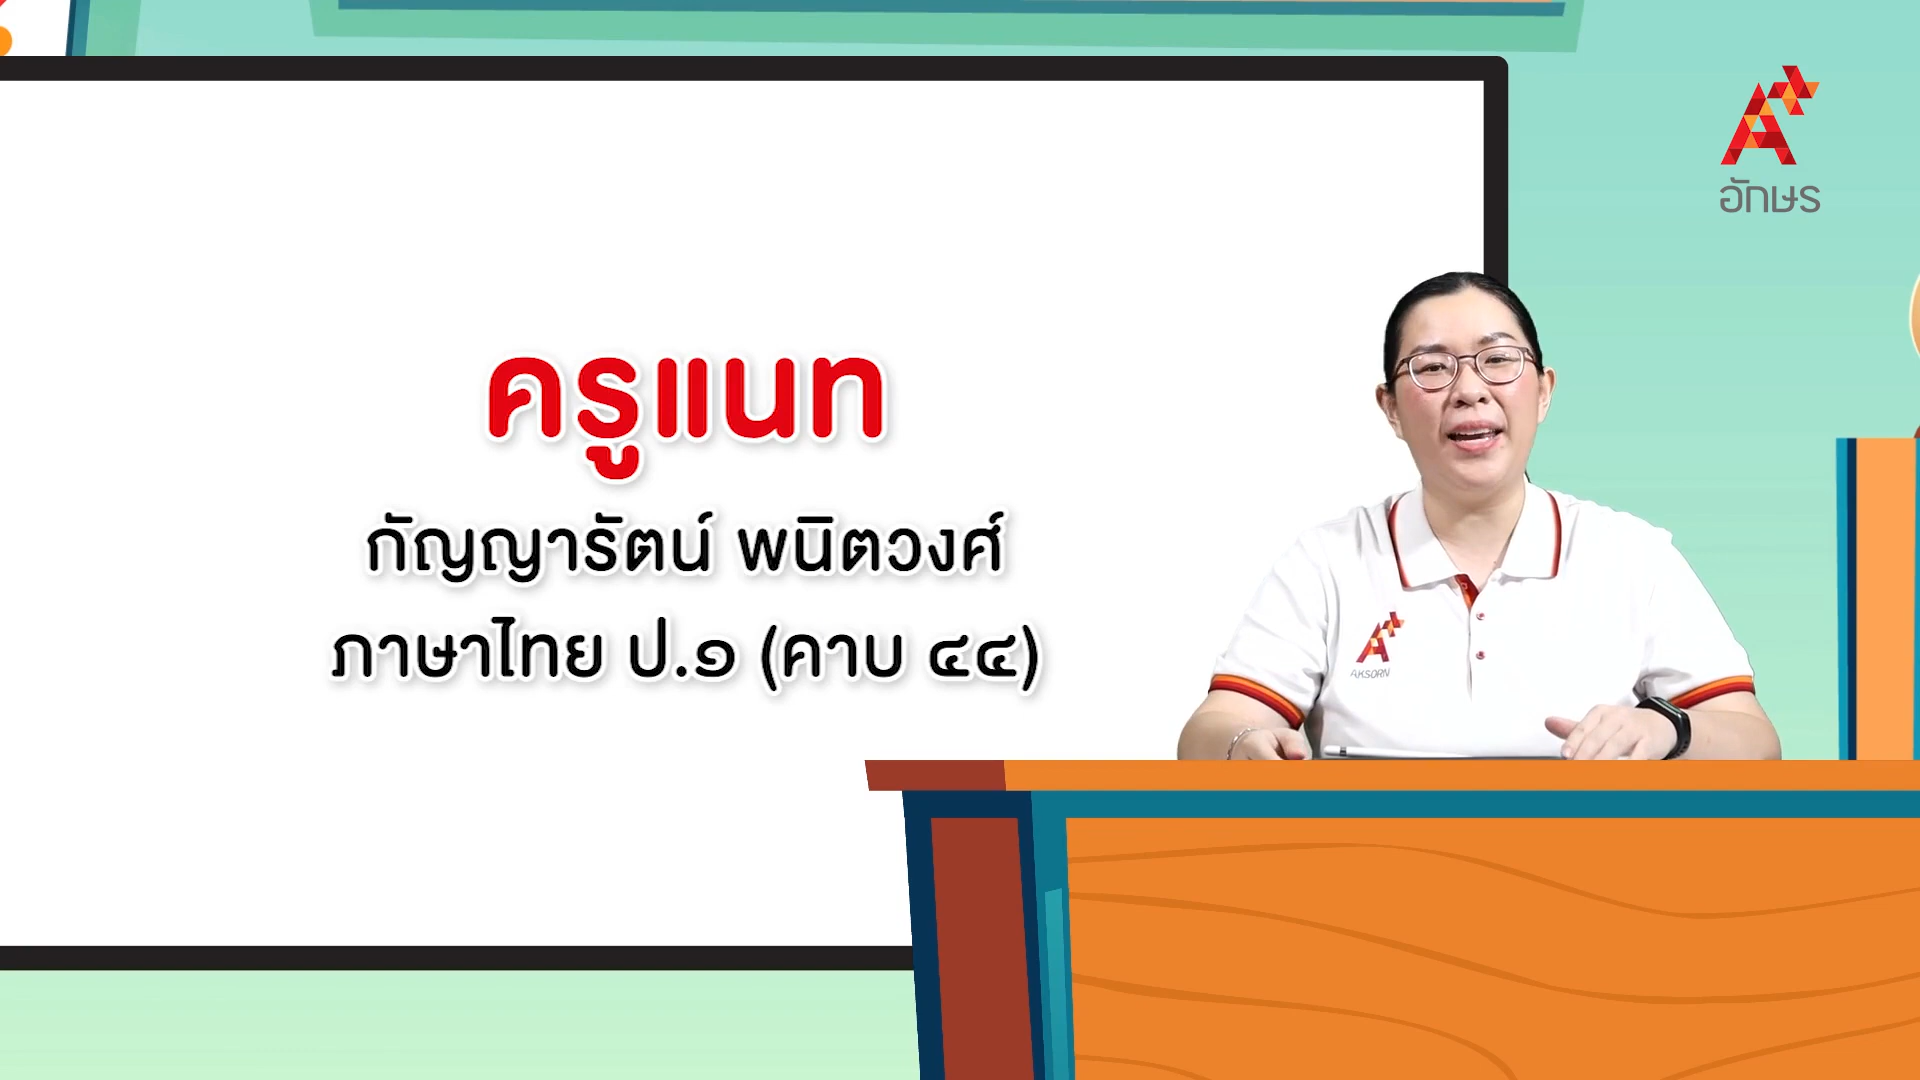 อักษร
ครูแนท
กัญญารัตน์ พนิตวงศ์
ภาษาไทย ป.๑ (คาบ ๔๔)
AKSORN